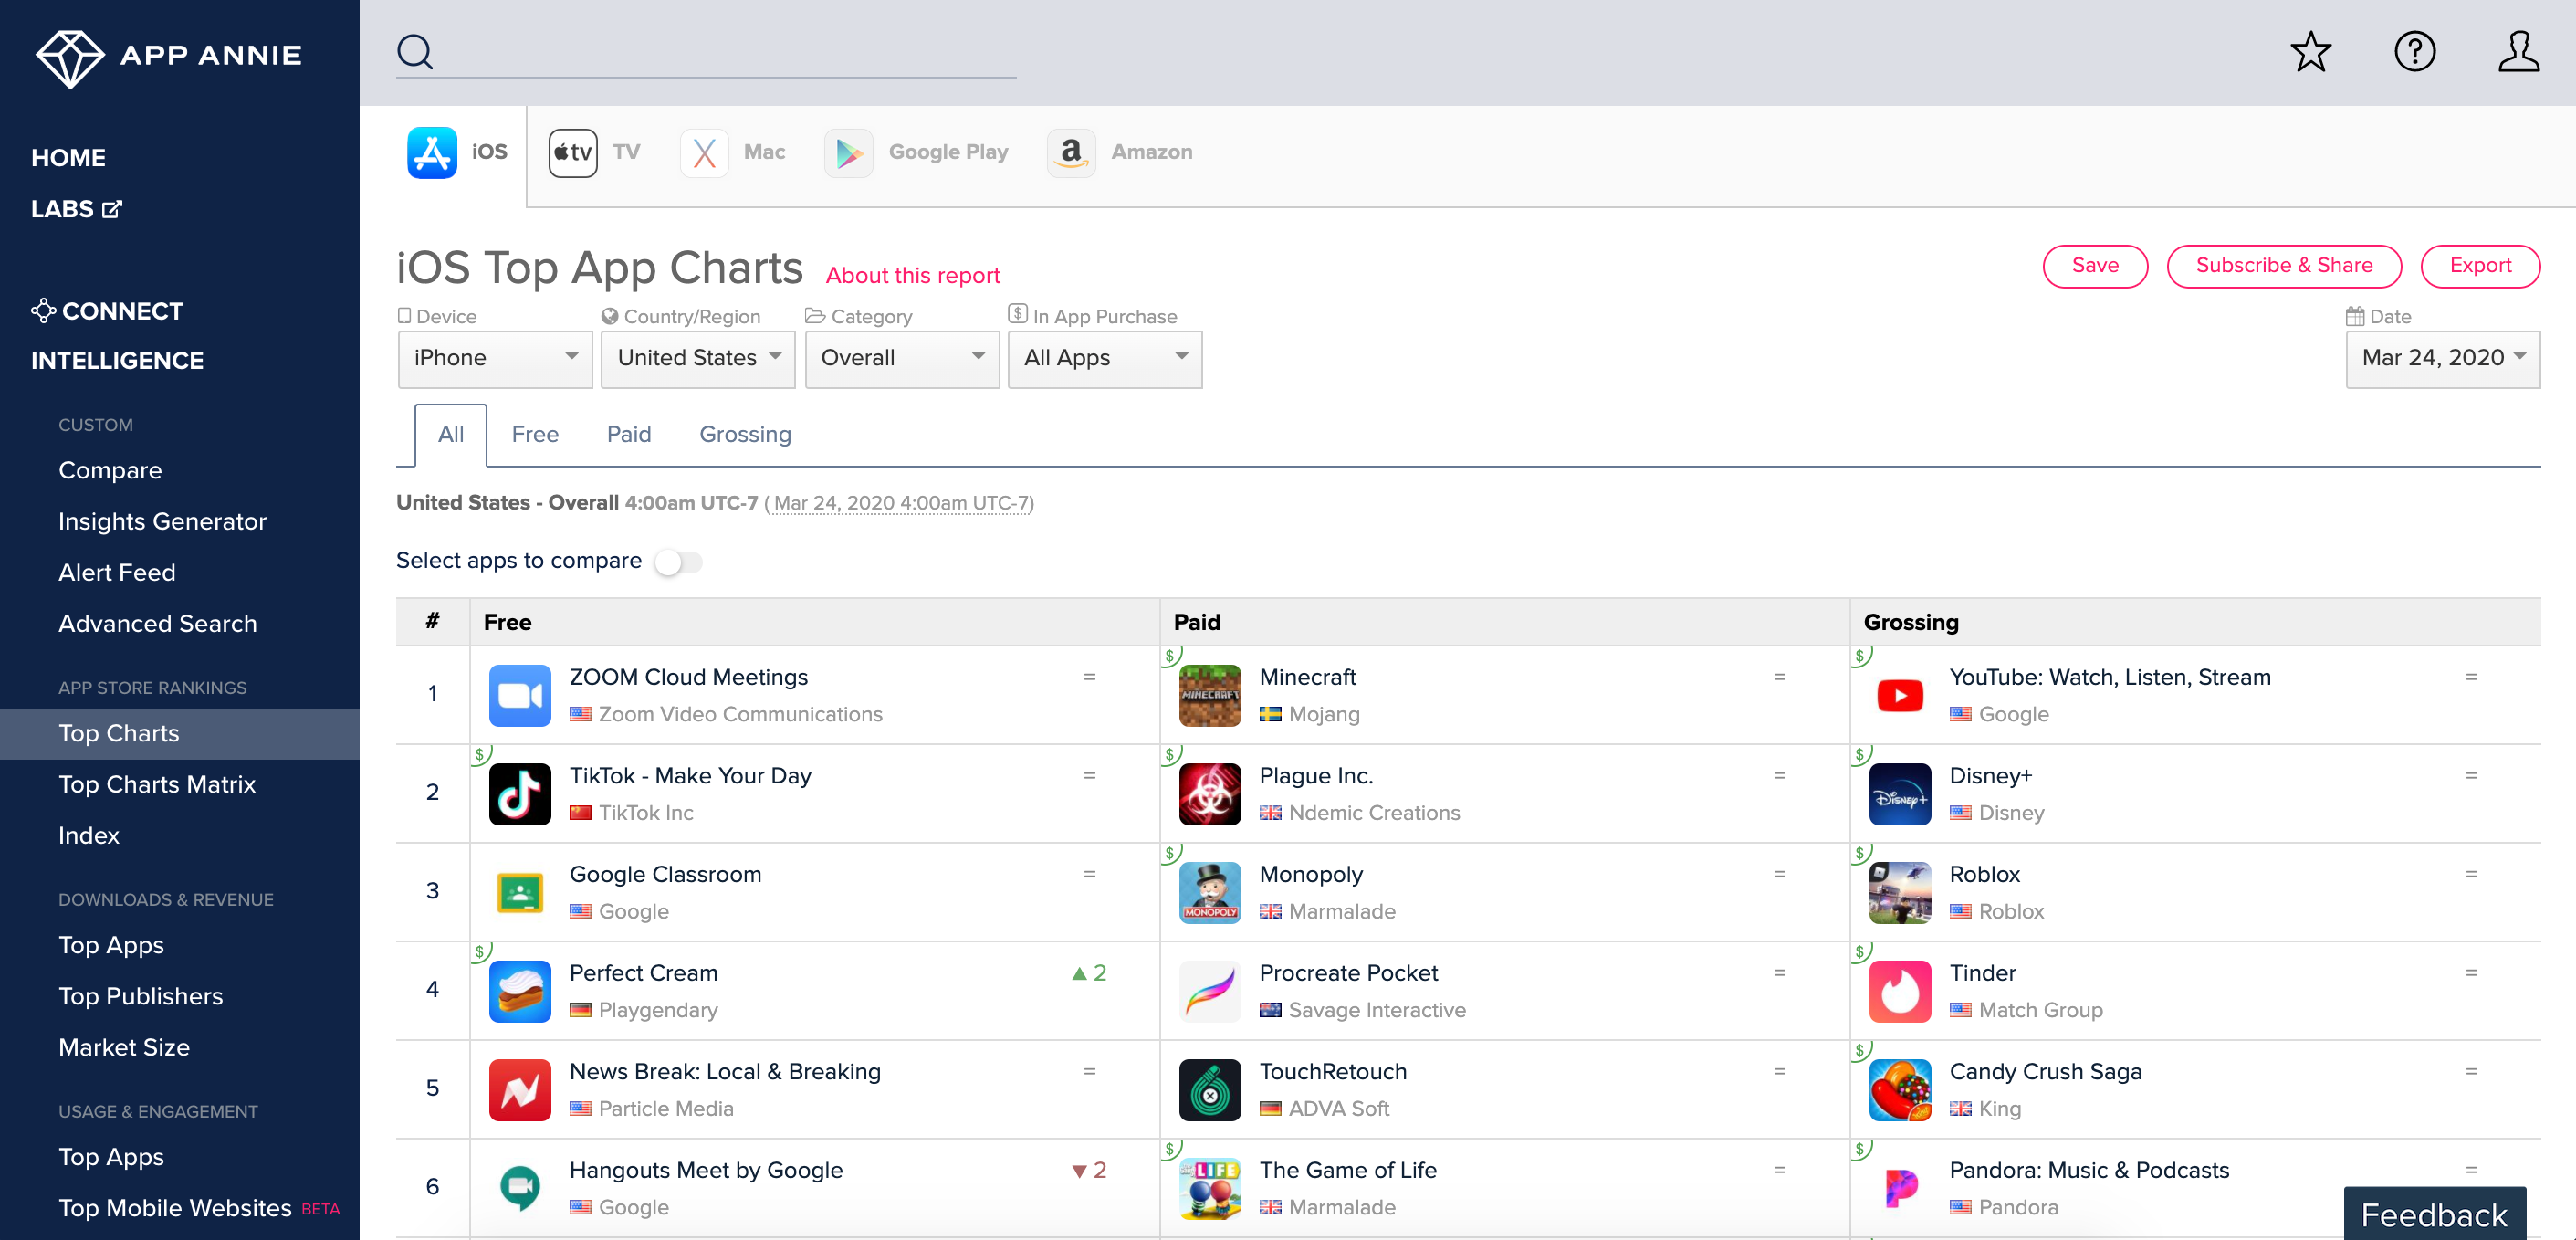 APP ANNIE
HOME
LABS
CONNECT
INTELLIGENCE
CUSTOM
Compare
Insights Generator
Alert Feed
Advanced Search
APP STORE RANKINGS
Top Charts
Top Charts Matrix
Index
DOWNLOADS & REVENUE
Top Apps
Top Publishers
Market Size
USAGE & ENGAGEMENT
Top Apps
Top Mobile Websites BETA
iOS tv TV X Mac Google Play a Amazon
iOS Top App Charts About this report
Save Subscribe & Share Export
Device Country/Region Category $ In App Purchase Date
iPhone United States Overall All Apps Mar 24, 2020
All Free Paid Grossing
United States - Overall 4:00am UTC-7 ( Mar 24, 2020 4:00am UTC-7)
Select apps to compare
# Free Paid Grossing
1 ZOOM Cloud Meetings = $ MINECRAFT Minecraft = $ YouTube: Watch, Listen, Stream =
Zoom Video Communications Mojang Google
2 $ TikTok - Make Your Day = $ Plague Inc. = $ Disney+ Disney+ =
TikTok Inc Ndemic Creations Disney
3 Google Classroom = $ MONOPOLY Monopoly = $ Roblox =
Google Marmalade Roblox
4 $ Perfect Cream ▲ 2 Procreate Pocket = $ Tinder =
Playgendary Savage Interactive Match Group
5 News Break: Local & Breaking = TouchRetouch = $ Candy Crush Saga =
Particle Media ADVA Soft King
6 Hangouts Meet by Google ▼ 2 $ LIFE The Game of Life = $ Pandora: Music & Podcasts =
Google Marmalade Pandora
Feedback